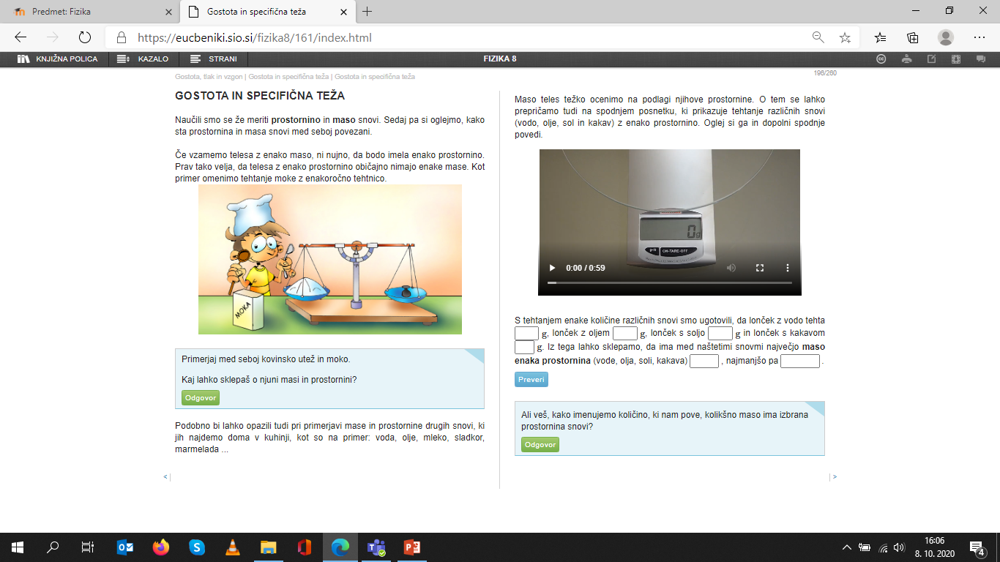 Predmet: Fizika
Gostota in specifična teža
https://eucbeniki.sio.si/fizika8/161/index.html
KNJIŽNA POLICA
KAZALO
STRANI
FIZIKA 8
Gostota, tlak in vzgon | Gostota in specifična teža | Gostota in specifična teža
196/260
GOSTOTA IN SPECIFIČNA TEŽA
Naučili smo se že meriti prostornino in maso snovi. Sedaj pa si oglejmo, kako
sta prostornina in masa snovi med seboj povezani.
Če vzamemo telesa z enako maso, ni nujno, da bodo imela enako prostornino.
Prav tako velja, da telesa z enako prostornino običajno nimajo enake mase. Kot
primer omenimo tehtanje moke z enakoročno tehtnico.
MOKA
Primerjaj med seboj kovinsko utež in moko.
Kaj lahko sklepaš o njuni masi in prostornini?
Odgovor
Podobno bi lahko opazili tudi pri primerjavi mase in prostornine drugih snovi, ki
jih najdemo doma v kuhinji, kot so na primer: voda, olje, mleko, sladkor,
marmelada ...
< |
Maso teles težko ocenimo na podlagi njihove prostornine. O tem se lahko
prepričamo tudi na spodnjem posnetku, ki prikazuje tehtanje različnih snovi
(vodo, olje, sol in kakav) z enako prostornino. Oglej si ga in dopolni spodnje
povedi.
0g
ON-TARE-OFF
0:00 / 0:59
S tehtanjem enake količine različnih snovi smo ugotovili, da lonček z vodo tehta
g, lonček z oljem g, lonček s soljo g in lonček s kakavom
g. Iz tega lahko sklepamo, da ima med naštetimi snovmi največjo maso
enaka prostornina (vode, olja, soli, kakava) , najmanjšo pa .
Preveri
Ali veš, kako imenujemo količino, ki nam pove, kolikšno maso ima izbrana
prostornina snovi?
Odgovor
| >
16:06
8. 10. 2020
4